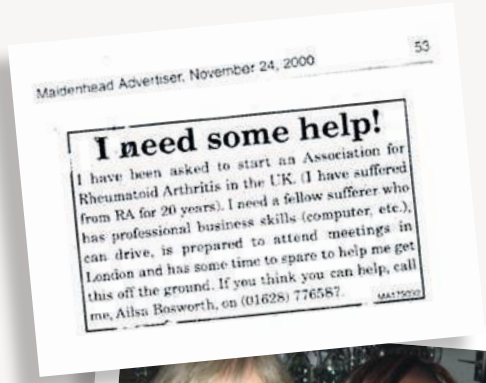 53
Maidenhead Advertiser, November 24, 2000
I need some help!
I have been asked to start an Association for
Rheumatoid Arthritis in the UK. (I have suffered
from RA for 20 years). I need a fellow sufferer who
has professional business skills (computer, etc.),
can drive, is prepared to attend meetings in
London and has some time to spare to help me get
this off the ground. If you think you can help, call
me, Ailsa Bosworth, on (01628) 776587.